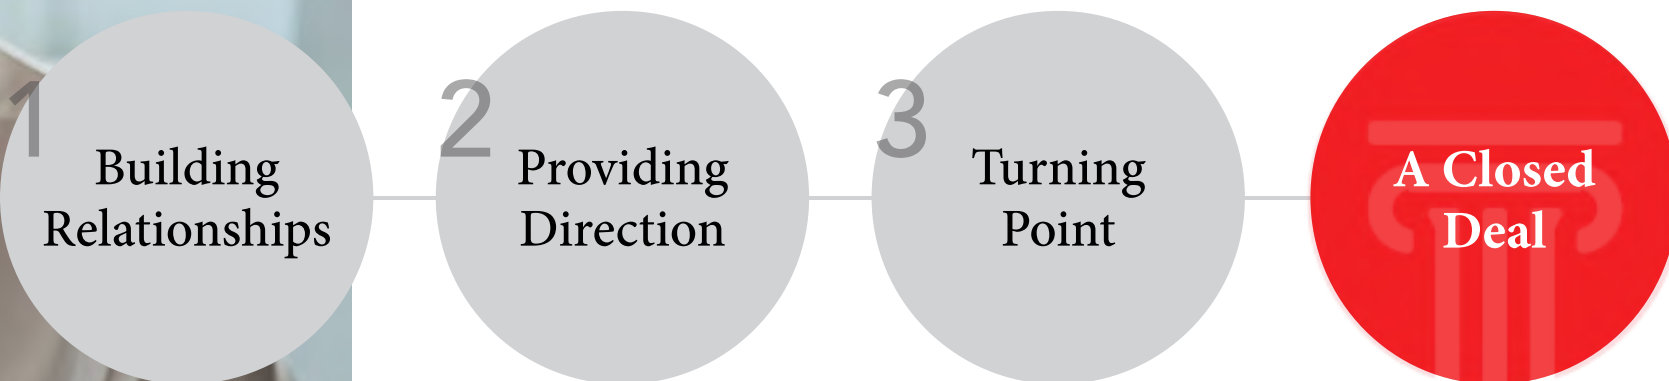 1
Building
Relationships
2
Providing
Direction
3
Turning
Point
A Closed
Deal